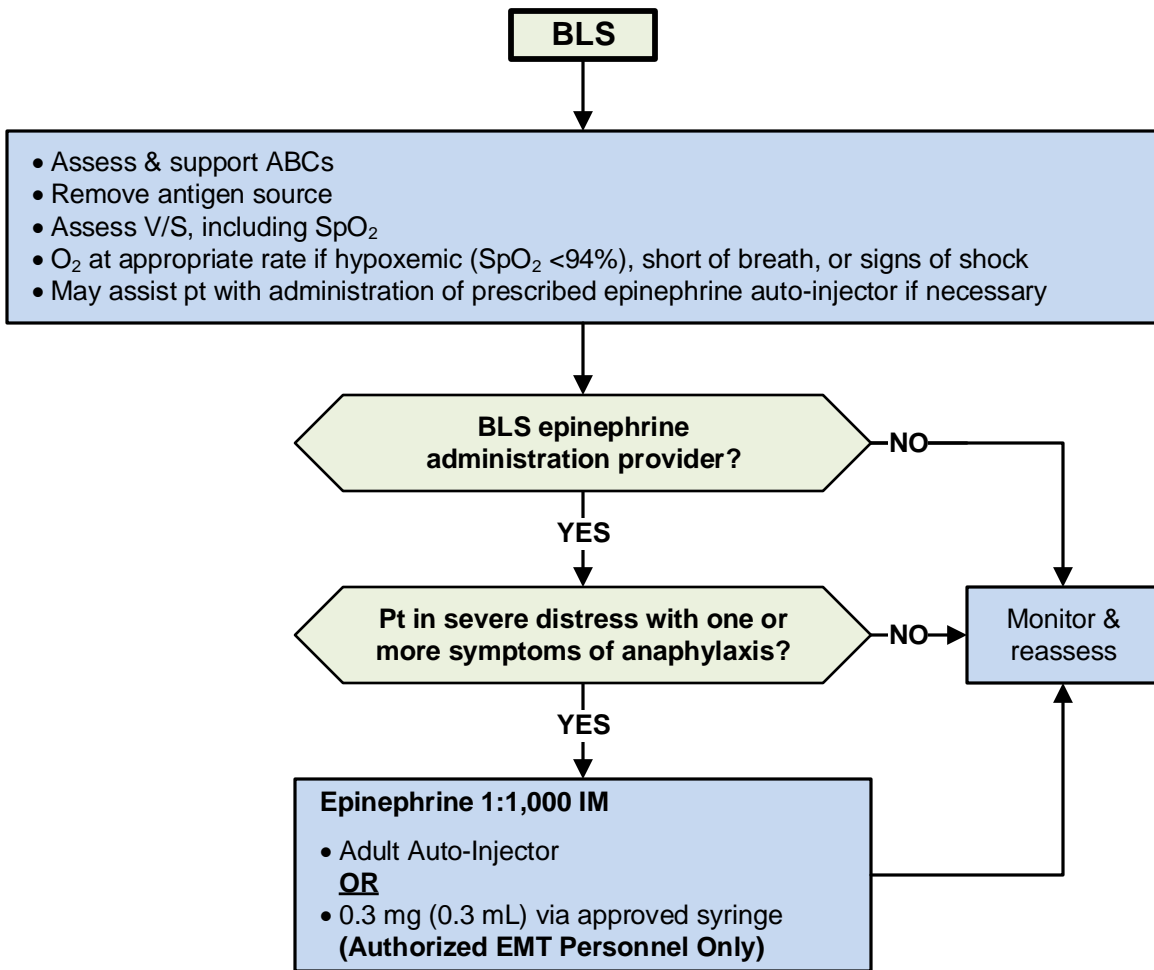 BLS
• Assess & support ABCs
• Remove antigen source
• Assess V/S, including SpO₂
• O₂ at appropriate rate if hypoxemic (SpO₂ <94%), short of breath, or signs of shock
• May assist pt with administration of prescribed epinephrine auto-injector if necessary
BLS epinephrine
administration provider?
NO
YES
Pt in severe distress with one or
more symptoms of anaphylaxis?
NO
Monitor &
reassess
YES
Epinephrine 1:1,000 IM
• Adult Auto-Injector
OR
• 0.3 mg (0.3 mL) via approved syringe
(Authorized EMT Personnel Only)